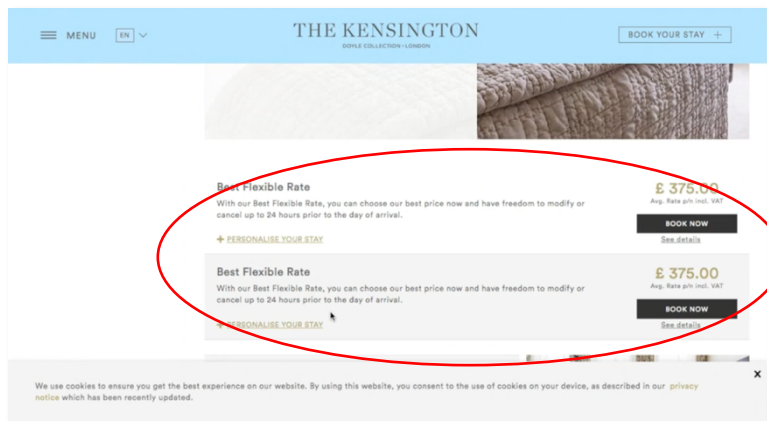 MENU
EN
THE KENSINGTON
DOYLE COLLECTION • LONDON
BOOK YOUR STAY +
Best Flexible Rate
£ 375.00
With our Best Flexible Rate, you can choose our best price now and have freedom to modify or
cancel up to 24 hours prior to the day of arrival.
Avg. Rate p/n incl. VAT
BOOK NOW
+ PERSONALISE YOUR STAY
See details
Best Flexible Rate
£ 375.00
With our Best Flexible Rate, you can choose our best price now and have freedom to modify or
cancel up to 24 hours prior to the day of arrival.
Avg. Rate p/n incl. VAT
BOOK NOW
+ PERSONALISE YOUR STAY
See details
We use cookies to ensure you get the best experience on our website. By using this website, you consent to the use of cookies on your device, as described in our privacy
notice which has been recently updated.
x